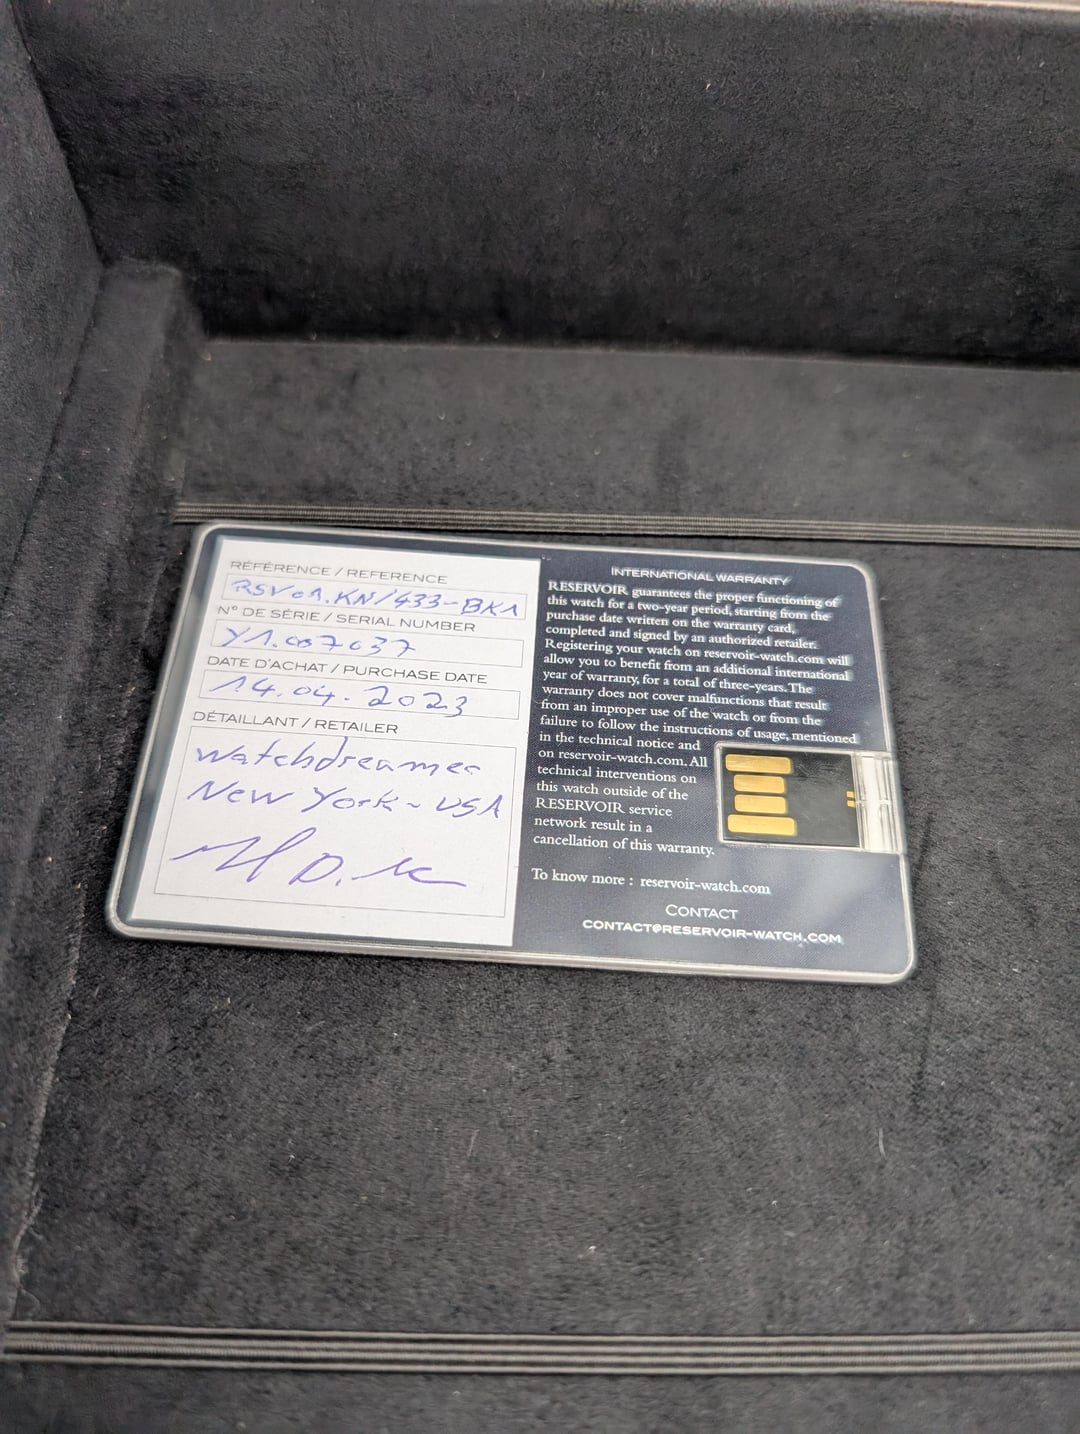 RÉFÉRENCE / REFERENCE
RSV01.KN/433-BK1
N° DE SÉRIE / SERIAL NUMBER
Y1.007037
DATE D'ACHAT / PURCHASE DATE
14.04.2023
DÉTAILLANT / RETAILER
Watchdreamer
New York - USA
INTERNATIONAL WARRANTY
RESERVOIR guarantees the proper functioning of
this watch for a two-year period, starting from the
purchase date written on the warranty card,
completed and signed by an authorized retailer.
Registering your watch on reservoir-watch.com will
allow you to benefit from an additional international
year of warranty, for a total of three-years. The
warranty does not cover malfunctions that result
from an improper use of the watch or from the
failure to follow the instructions of usage, mentioned
in the technical notice and
on reservoir-watch.com. All
technical interventions on
this watch outside of the
RESERVOIR service
network result in a
cancellation of this warranty.
To know more : reservoir-watch.com
CONTACT
CONTACT@RESERVOIR-WATCH.COM